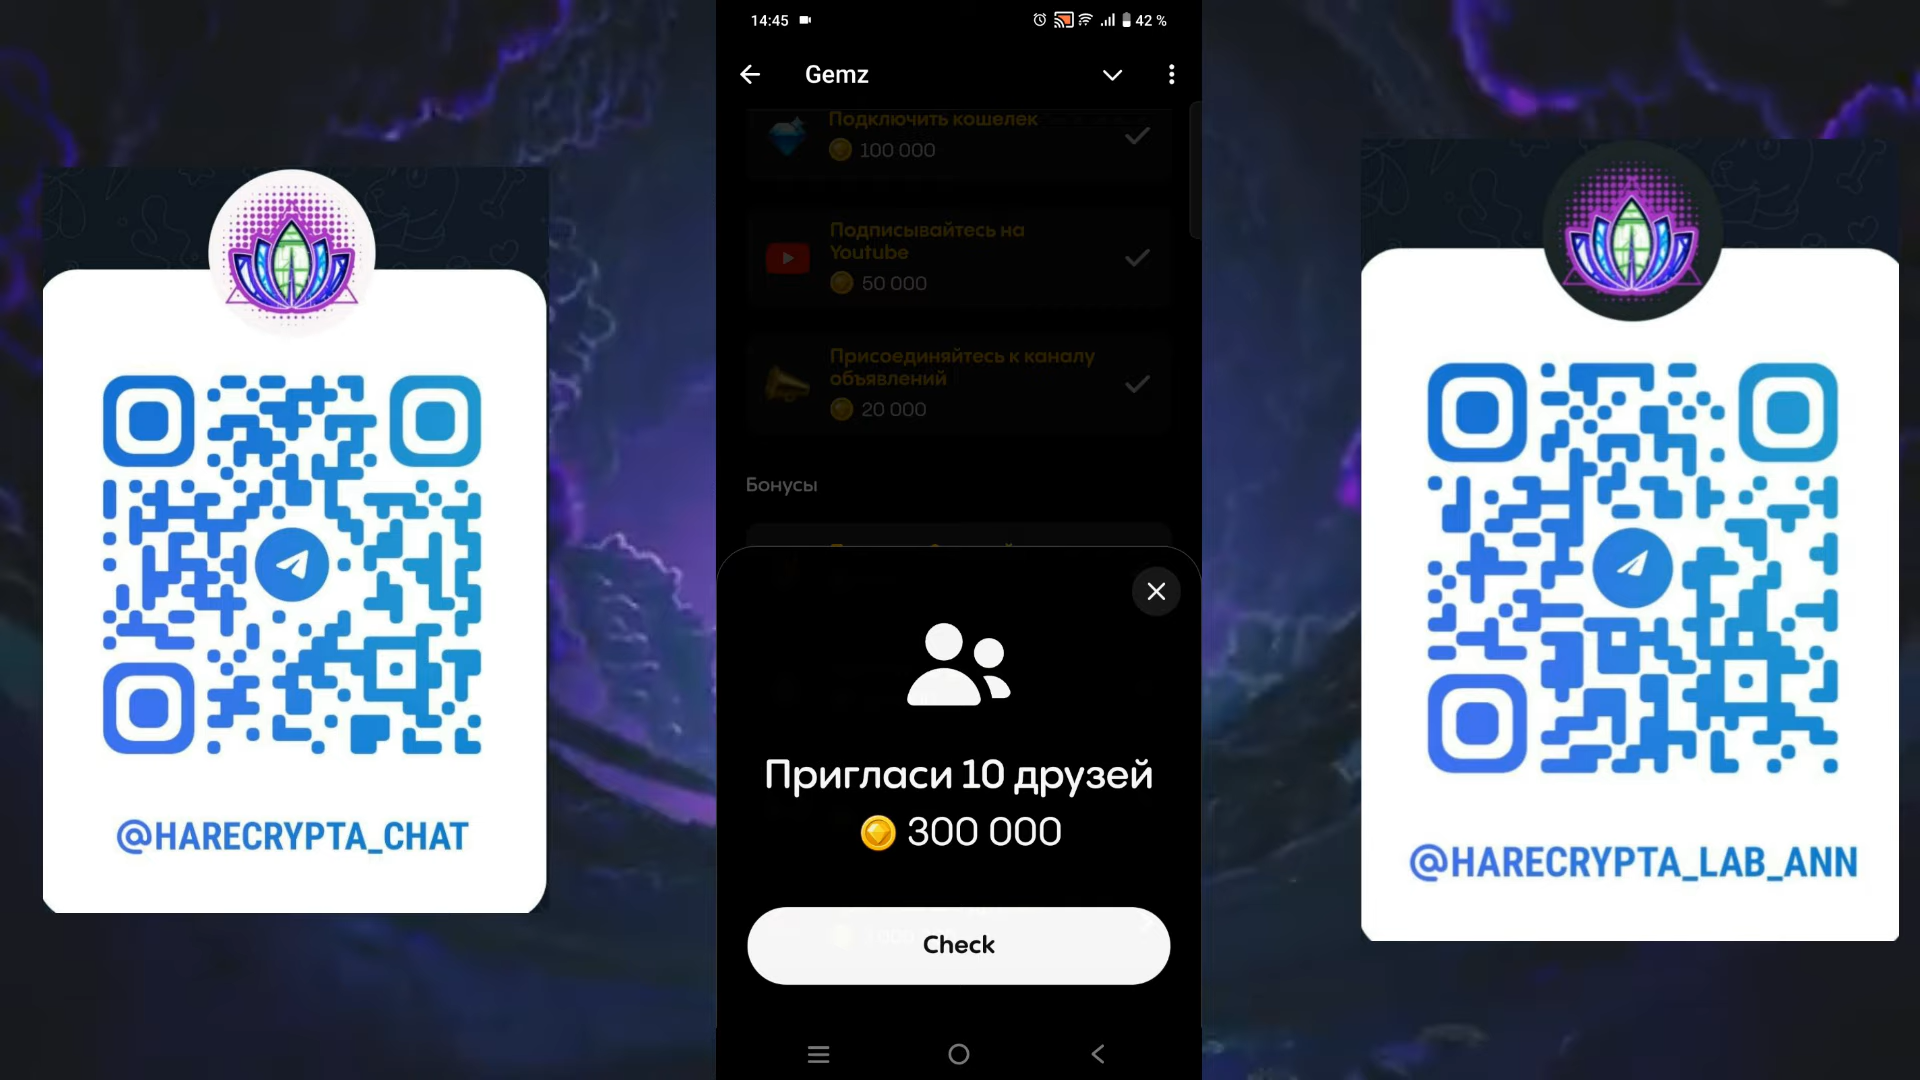 14:45
42 %
Gemz
Подключить кошелек
100 000
Подписывайтесь на
Youtube
50 000
Присоединяйтесь к каналу
объявлений
20 000
Бонусы
Пригласи 10 друзей
300 000
Check
@HARECRYPTA_CHAT
@HARECRYPTA_LAB_ANN